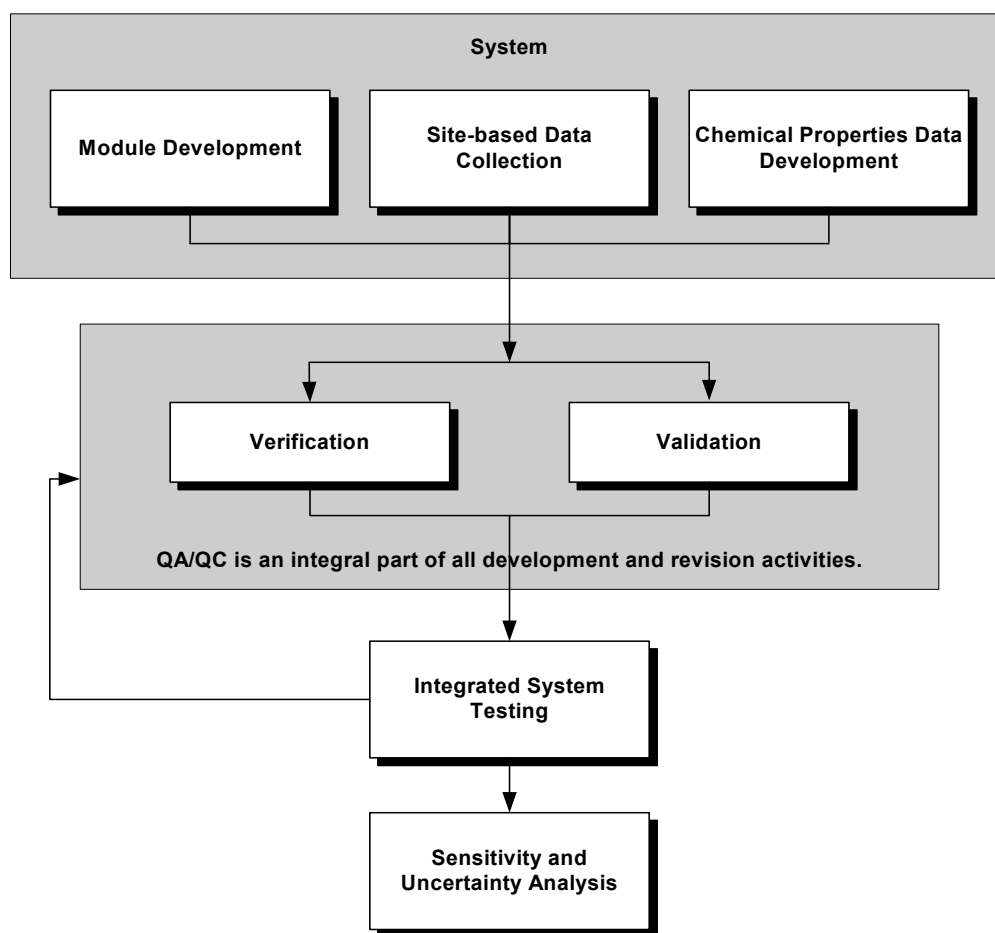 System
Module Development
Site-based Data
Collection
Chemical Properties Data
Development
Verification
Validation
QA/QC is an integral part of all development and revision activities.
Integrated System
Testing
Sensitivity and
Uncertainty Analysis